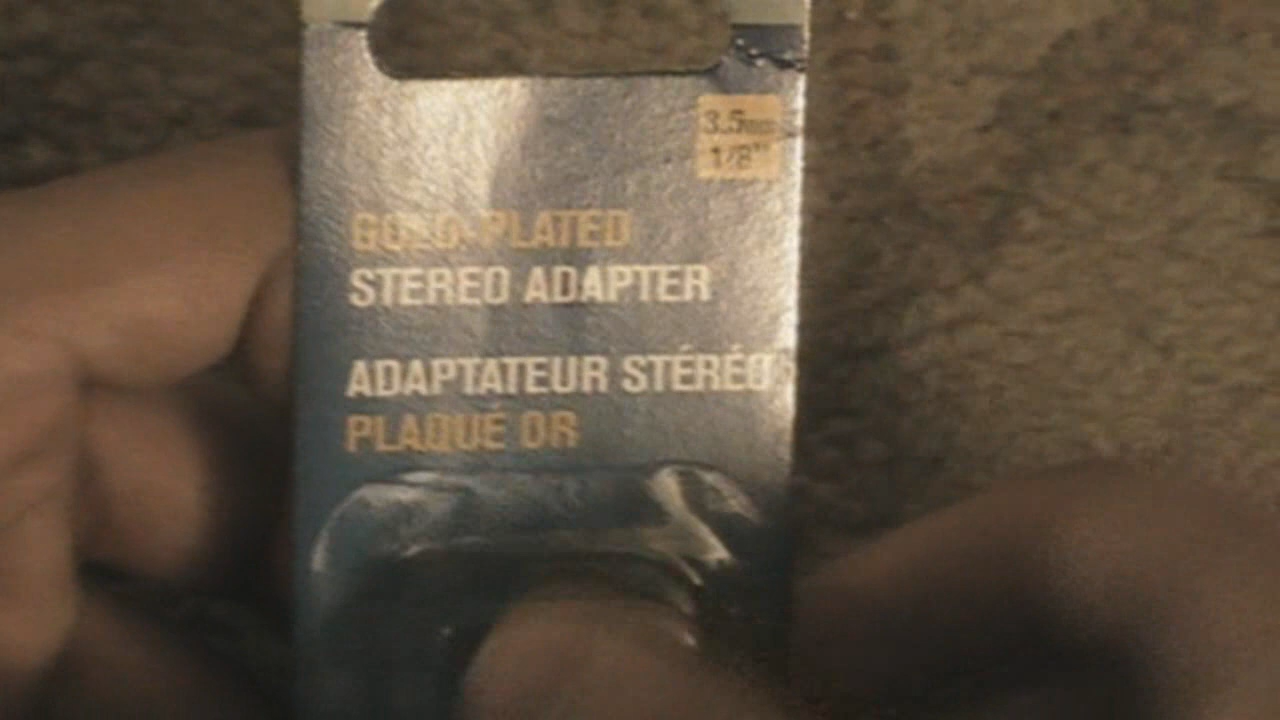 3.5mm
1/8"
GOLD-PLATED
STEREO ADAPTER
ADAPTATEUR STÉRÉO
PLAQUÉ OR